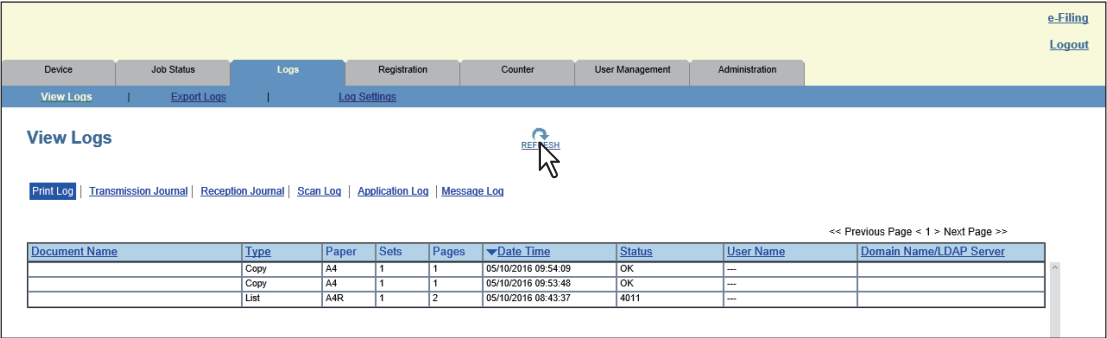 e-Filing
Logout
Device Job Status Logs Registration Counter User Management Administration
View Logs | Export Logs | Log Settings
View Logs
REFRESH
Print Log | Transmission Journal | Reception Journal | Scan Log | Application Log | Message Log
<< Previous Page < 1 > Next Page >>
Document Name Type Paper Sets Pages Date Time Status User Name Domain Name/LDAP Server
Copy A4 1 1 05/10/2016 09:54:09 OK ---
Copy A4 1 1 05/10/2016 09:53:48 OK ---
List A4R 1 2 05/10/2016 08:43:37 4011 ---